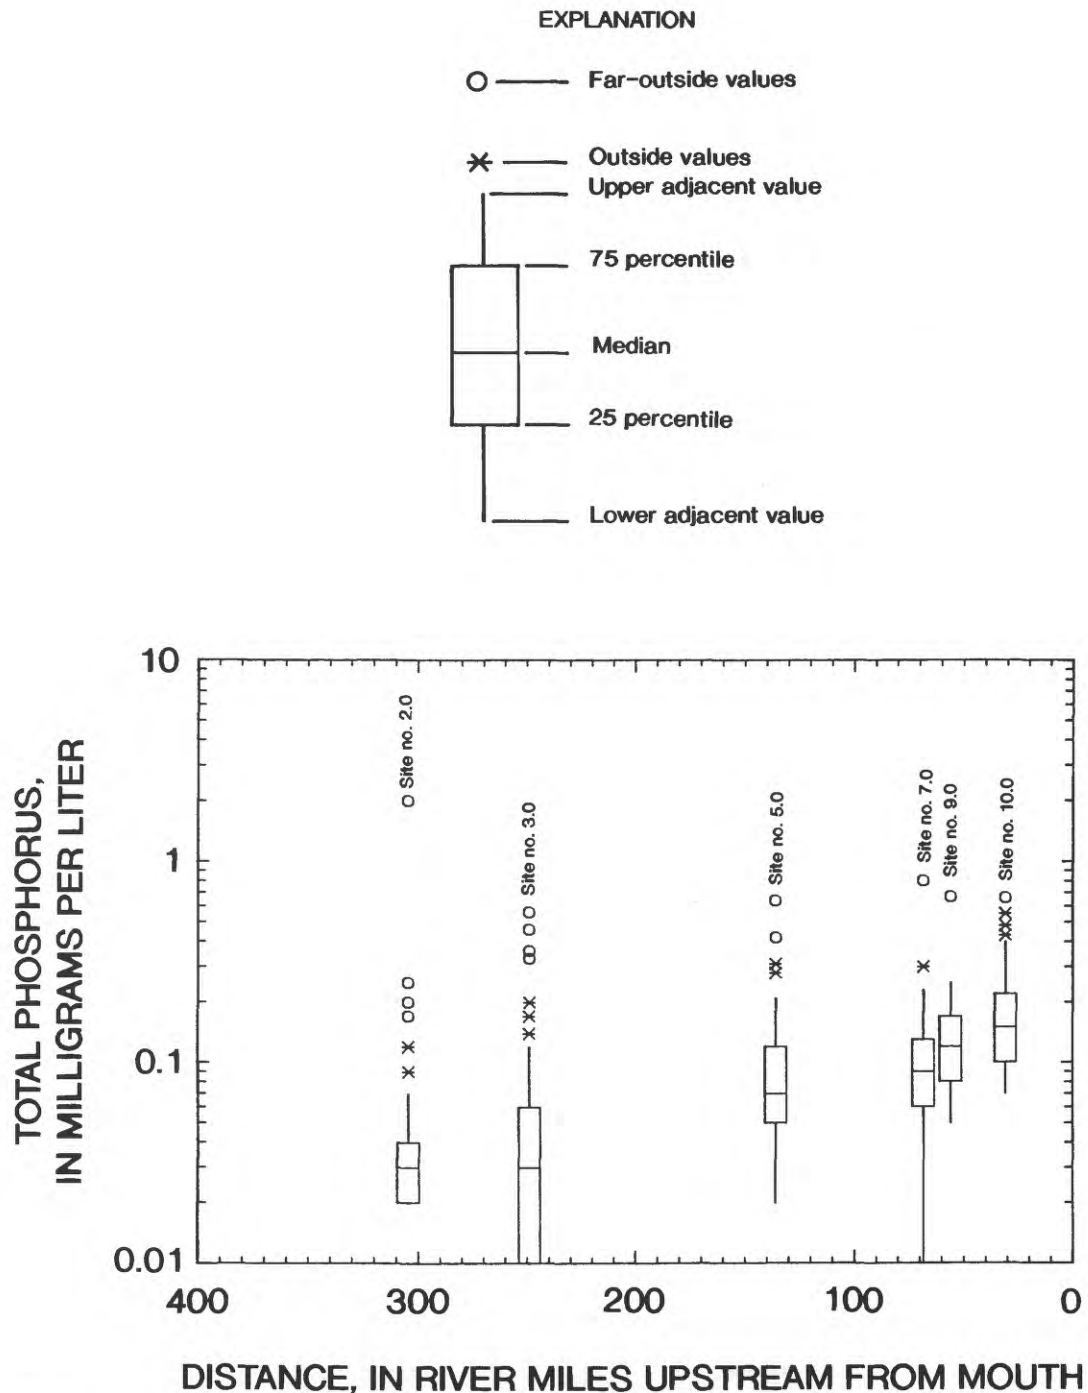 EXPLANATION
Far-outside values
Outside values
Upper adjacent value
75 percentile
Median
25 percentile
Lower adjacent value
TOTAL PHOSPHORUS,
IN MILLIGRAMS PER LITER
10
1
0.1
0.01
Site no. 2.0
Site no. 3.0
Site no. 5.0
Site no. 7.0
Site no. 9.0
Site no. 10.0
400
300
200
100
0
DISTANCE, IN RIVER MILES UPSTREAM FROM MOUTH